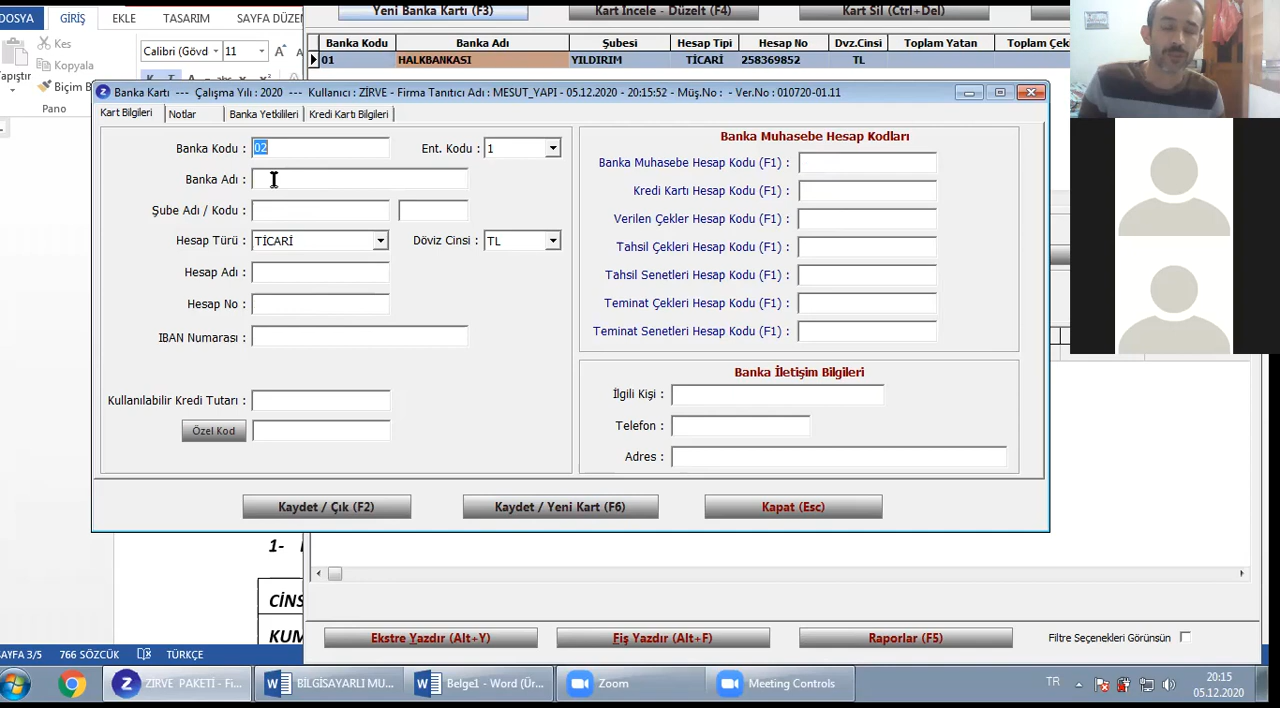 DOSYA GİRİŞ EKLE TASARIM SAYFA DÜZEN
Yeni Banka Kartı (F3) Kart İncele - Düzelt (F4) Kart Sil (Ctrl+Del)
Kes
Kopyala
Biçim B
Yapıştır
Pano
Calibri (Gövd 11
Banka Kodu Banka Adı Şubesi Hesap Tipi Hesap No Dvz.Cinsi Toplam Yatan Toplam Çek
01 HALKBANKASI YILDIRIM TİCARİ 258369852 TL
Banka Kartı --- Çalışma Yılı : 2020 --- Kullanıcı : ZİRVE - Firma Tanıtıcı Adı : MESUT_YAPI - 05.12.2020 - 20:15:52 - Müş.No : - Ver.No : 010720-01.11
Kart Bilgileri Notlar Banka Yetkilileri Kredi Kartı Bilgileri
Banka Kodu : 02 Ent. Kodu : 1
Banka Adı :
Şube Adı / Kodu :
Hesap Türü : TİCARİ Döviz Cinsi : TL
Hesap Adı :
Hesap No :
IBAN Numarası :
Kullanılabilir Kredi Tutarı :
Özel Kod
Banka Muhasebe Hesap Kodları
Banka Muhasebe Hesap Kodu (F1) :
Kredi Kartı Hesap Kodu (F1) :
Verilen Çekler Hesap Kodu (F1) :
Tahsil Çekleri Hesap Kodu (F1) :
Tahsil Senetleri Hesap Kodu (F1) :
Teminat Çekleri Hesap Kodu (F1) :
Teminat Senetleri Hesap Kodu (F1) :
Banka İletişim Bilgileri
İlgili Kişi :
Telefon :
Adres :
Kaydet / Çık (F2) Kaydet / Yeni Kart (F6) Kapat (Esc)
1-
CİNS
KUM
Ekstre Yazdır (Alt+Y) Fiş Yazdır (Alt+F) Raporlar (F5) Filtre Seçenekleri Görünsün
SAYFA 3/5 766 SÖZCÜK TÜRKÇE
ZİRVE PAKETİ - Fi... BİLGİSAYARLI MU... Belge1 - Word (Ür... Zoom Meeting Controls TR 20:15
05.12.2020